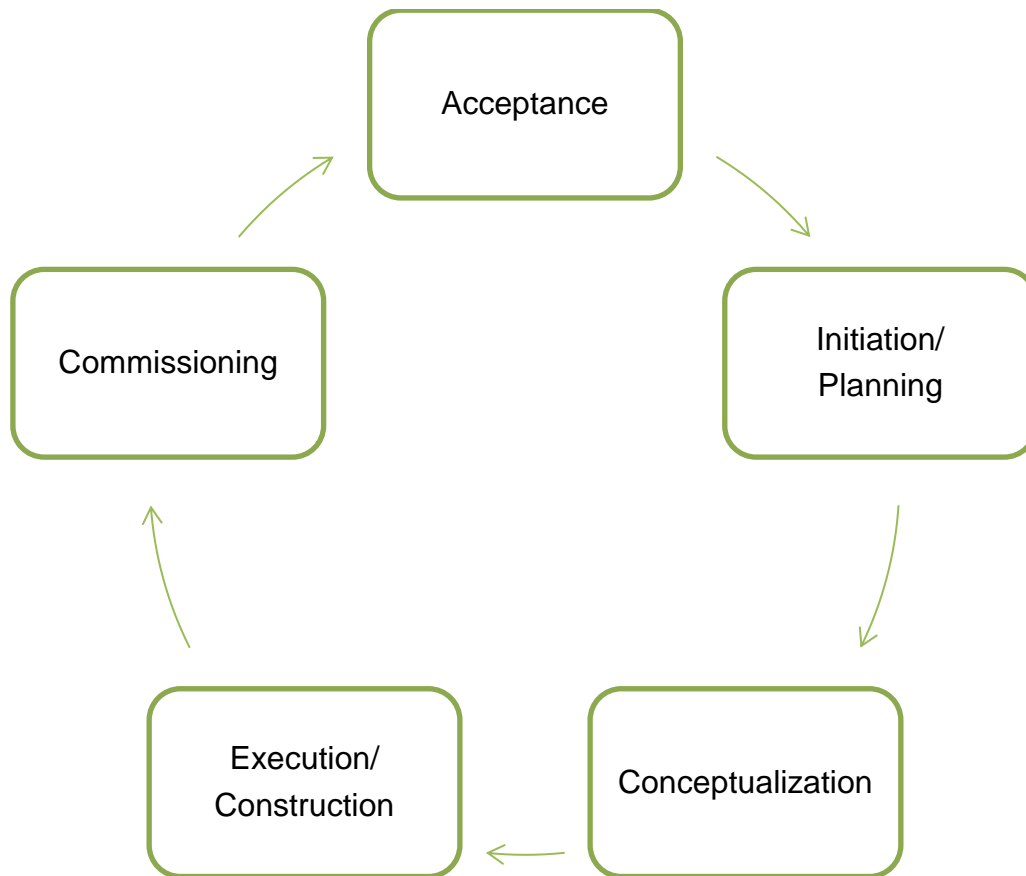 Acceptance
Initiation/
Planning
Conceptualization
Execution/
Construction
Commissioning